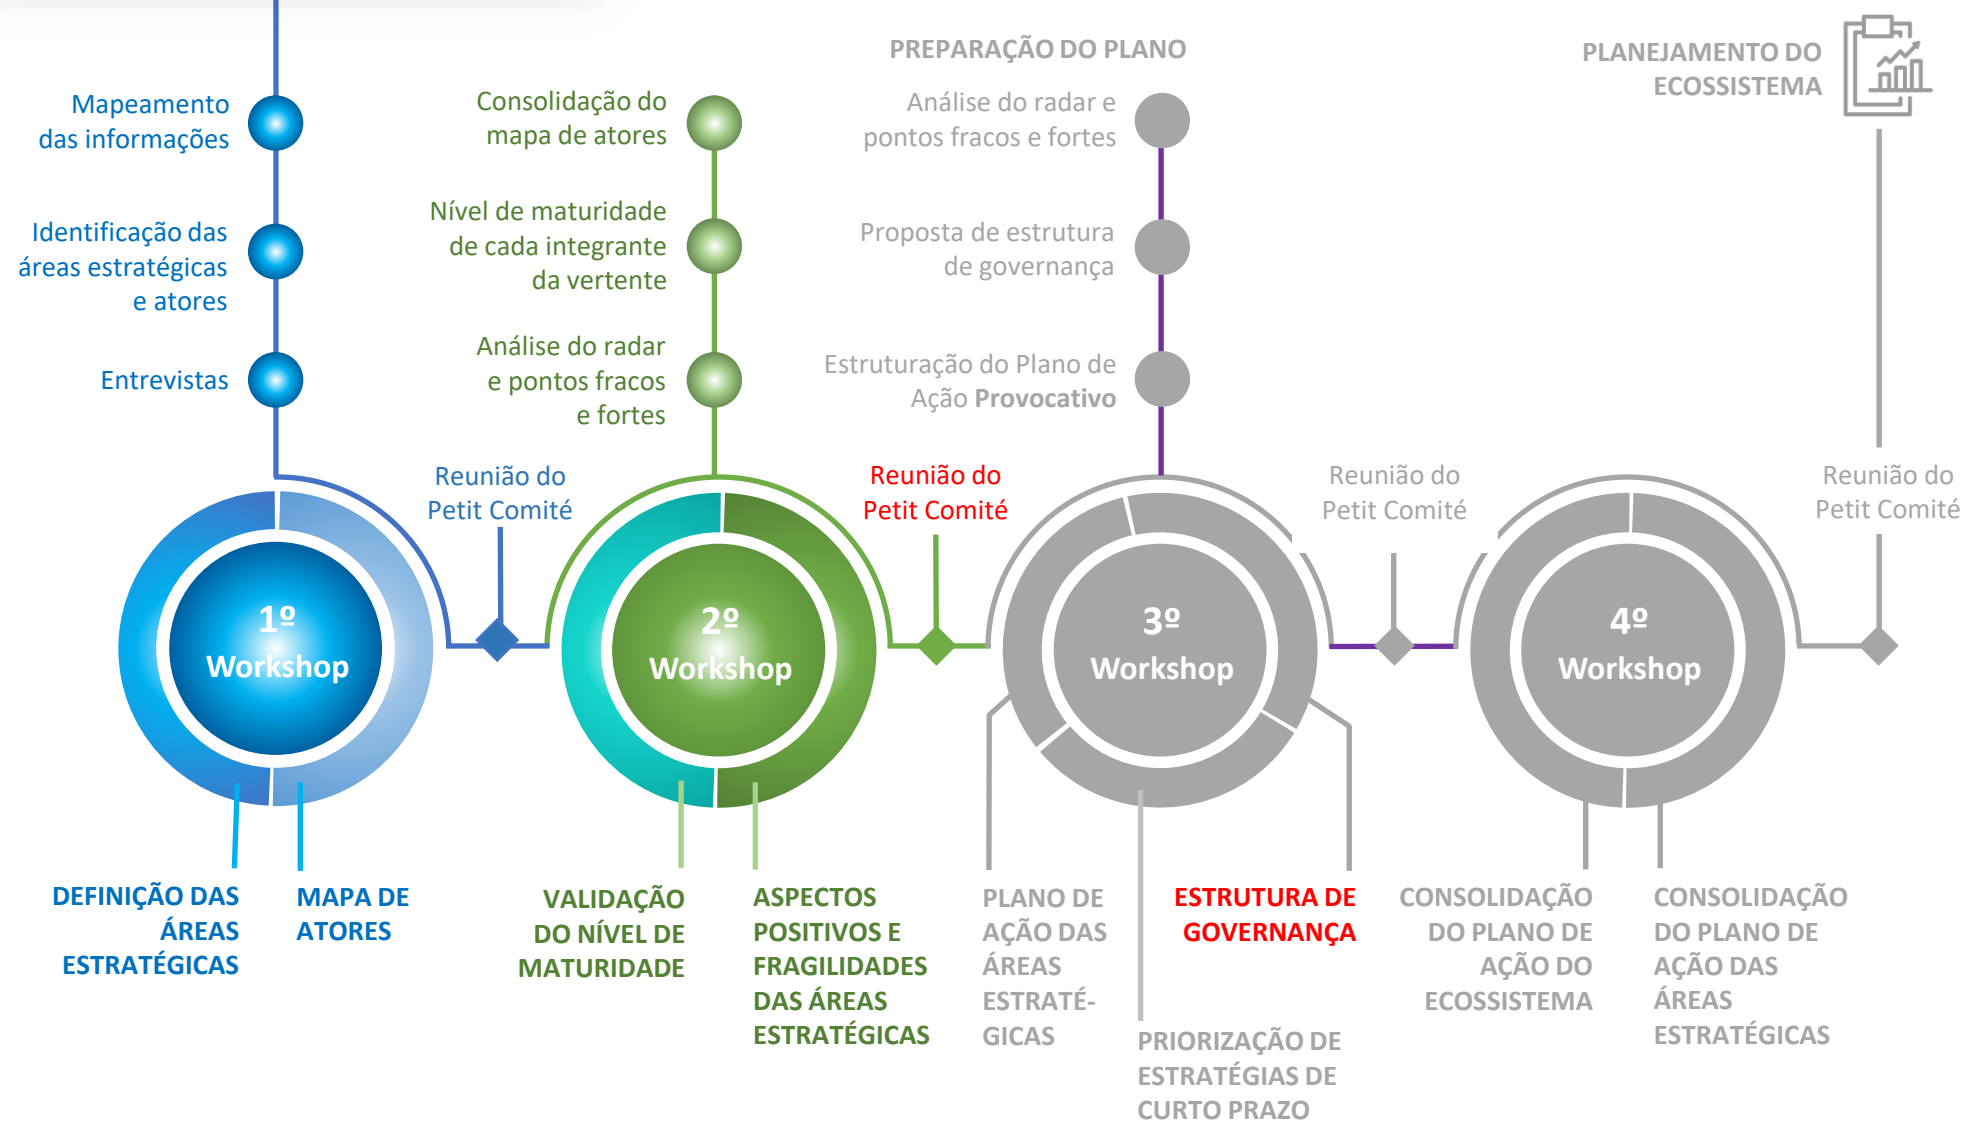 Mapeamento
das informações
Identificação das
áreas estratégicas
e atores
Entrevistas
Consolidação do
mapa de atores
Nível de maturidade
de cada integrante
da vertente
Análise do radar
e pontos fracos
e fortes
PREPARAÇÃO DO PLANO
Análise do radar e
pontos fracos e fortes
Proposta de estrutura
de governança
Estruturação do Plano de
Ação Provocativo
PLANEJAMENTO DO
ECOSSISTEMA
Reunião do
Petit Comité
Reunião do
Petit Comité
Reunião do
Petit Comité
Reunião do
Petit Comité
1º
Workshop
2º
Workshop
3º
Workshop
4º
Workshop
DEFINIÇÃO DAS
ÁREAS
ESTRATÉGICAS
MAPA DE
ATORES
VALIDAÇÃO
DO NÍVEL DE
MATURIDADE
ASPECTOS
POSITIVOS E
FRAGILIDADES
DAS ÁREAS
ESTRATÉGICAS
PLANO DE
AÇÃO DAS
ÁREAS
ESTRATÉ-
GICAS
PRIORIZAÇÃO DE
ESTRATÉGIAS DE
CURTO PRAZO
ESTRUTURA DE
GOVERNANÇA
CONSOLIDAÇÃO
DO PLANO DE
AÇÃO DO
ECOSSISTEMA
CONSOLIDAÇÃO
DO PLANO DE
AÇÃO DAS
ÁREAS
ESTRATÉGICAS